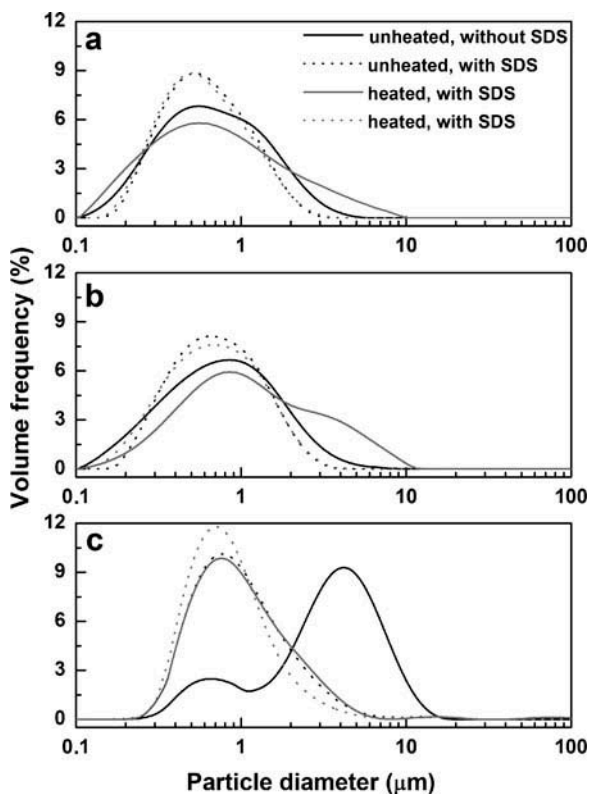 a
unheated, without SDS
unheated, with SDS
heated, with SDS
heated, with SDS
12
9
6
3
0
0.1 1 10 100
b
12
9
6
3
0
0.1 1 10 100
c
12
9
6
3
0
0.1 1 10 100
Volume frequency (%)
Particle diameter (μm)